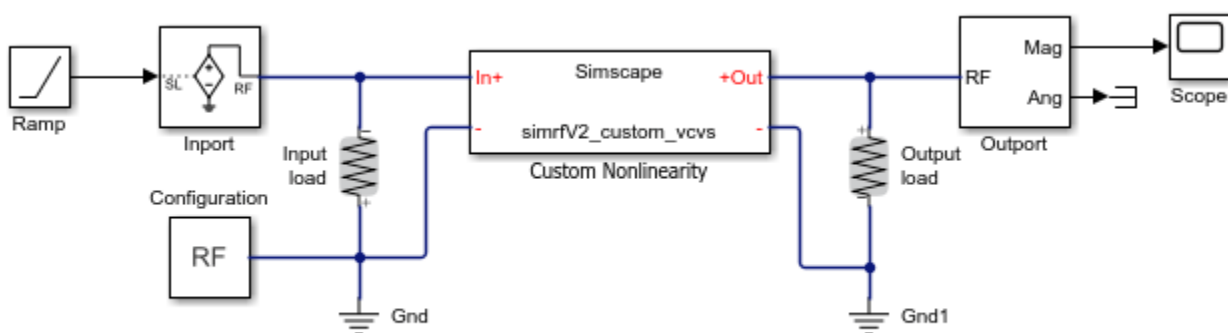 Ramp
SL
RF
Inport
Input
load
Configuration
RF
Gnd
In+
-
Simscape
+Out
-
simrfV2_custom_vcvs
Custom Nonlinearity
Output
load
Gnd1
RF
Mag
Ang
Outport
Scope